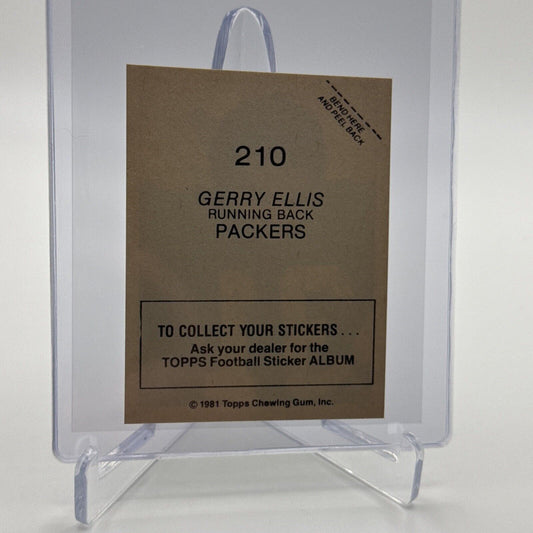 BEND HERE
AND PEEL BACK
210
GERRY ELLIS
RUNNING BACK
PACKERS
TO COLLECT YOUR STICKERS . . .
Ask your dealer for the
TOPPS Football Sticker ALBUM
© 1981 Topps Chewing Gum, Inc.